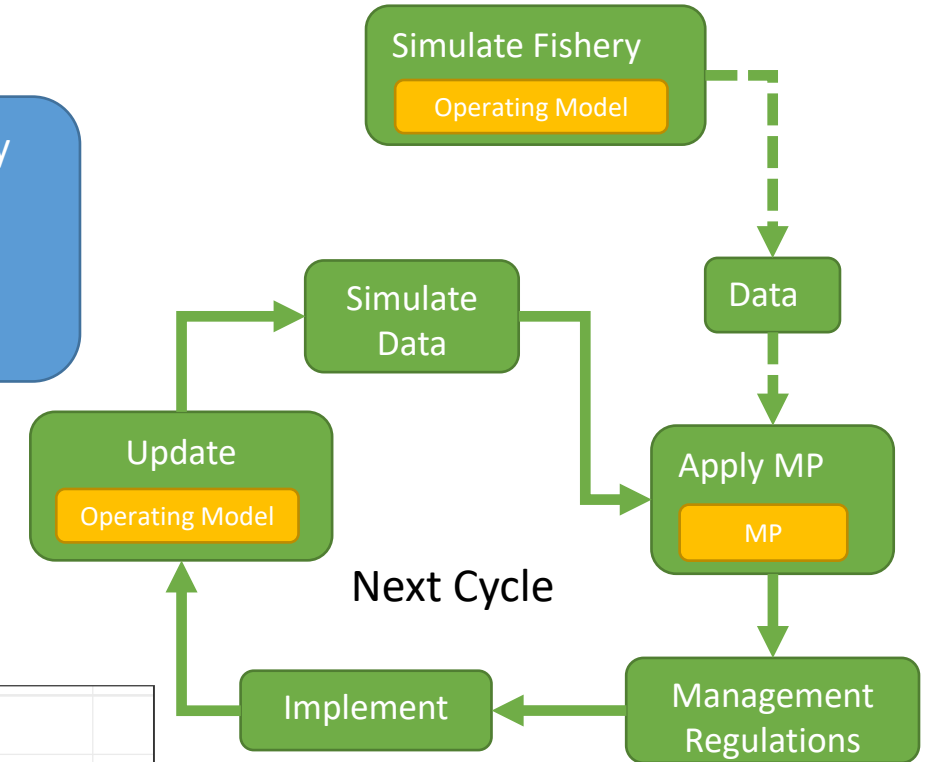 Simulate Fishery
Operating Model
Simulate
Data
Data
Update
Operating Model
Apply MP
MP
Next Cycle
Implement
Management
Regulations